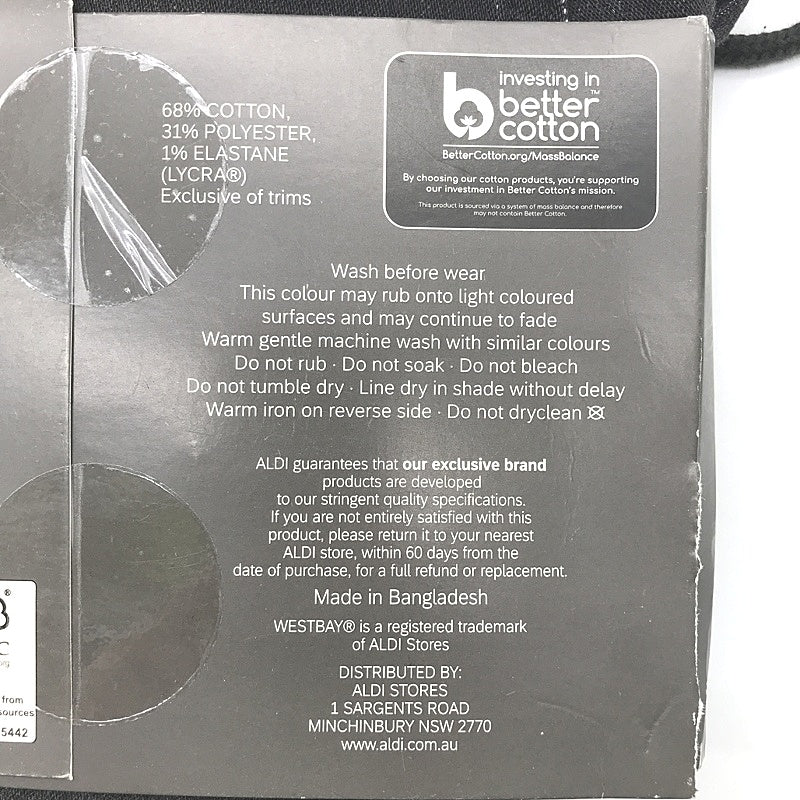 68% COTTON,
31% POLYESTER,
1% ELASTANE
(LYCRA®)
Exclusive of trims
investing in
better™
cotton
BetterCotton.org/MassBalance
By choosing our cotton products, you're supporting
our investment in Better Cotton's mission.
This product is sourced via a system of mass balance and therefore
may not contain Better Cotton.
Wash before wear
This colour may rub onto light coloured
surfaces and may continue to fade
Warm gentle machine wash with similar colours
Do not rub · Do not soak · Do not bleach
Do not tumble dry · Line dry in shade without delay
Warm iron on reverse side · Do not dryclean
ALDI guarantees that our exclusive brand
products are developed
to our stringent quality specifications.
If you are not entirely satisfied with this
product, please return it to your nearest
ALDI store, within 60 days from the
date of purchase, for a full refund or replacement.
Made in Bangladesh
WESTBAY® is a registered trademark
of ALDI Stores
DISTRIBUTED BY:
ALDI STORES
1 SARGENTS ROAD
MINCHINBURY NSW 2770
www.aldi.com.au
®
C
org
from
sources
5442